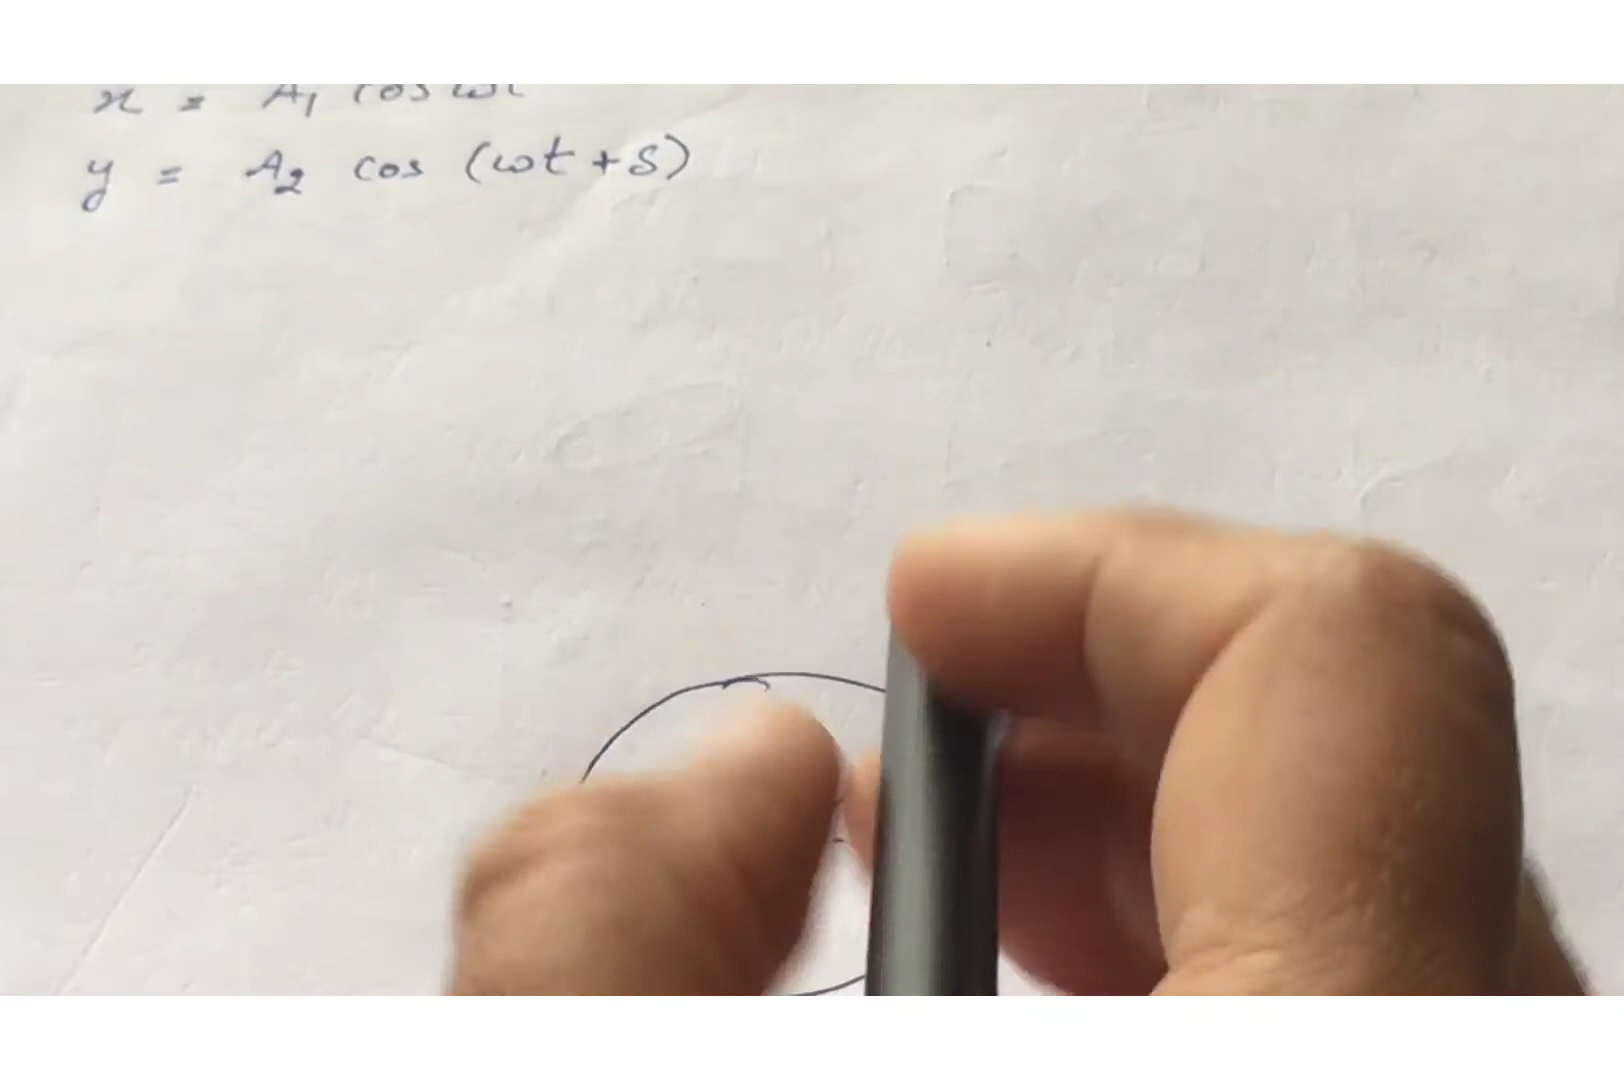 x = A₁ cos ωt
y = A₂ cos (ωt + δ)